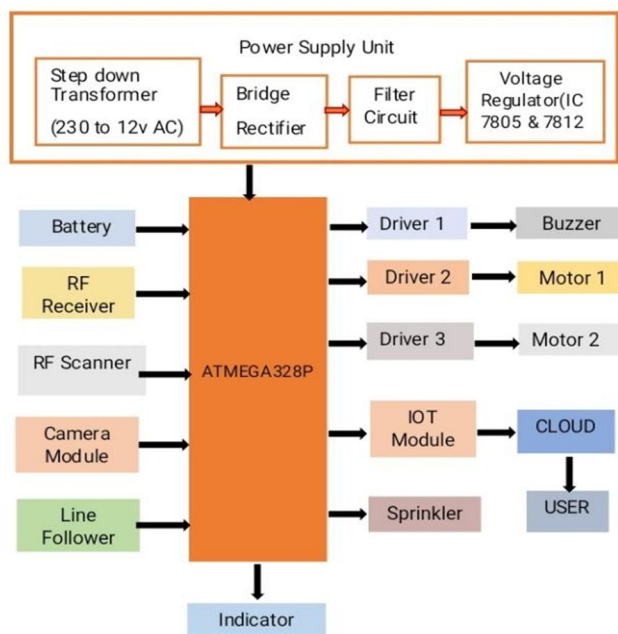 Power Supply Unit
Step down
Transformer
(230 to 12v AC)
Bridge
Rectifier
Filter
Circuit
Voltage
Regulator(IC
7805 & 7812
Battery
RF
Receiver
RF Scanner
Camera
Module
Line
Follower
ATMEGA328P
Driver 1
Buzzer
Driver 2
Motor 1
Driver 3
Motor 2
IOT
Module
CLOUD
Sprinkler
USER
Indicator